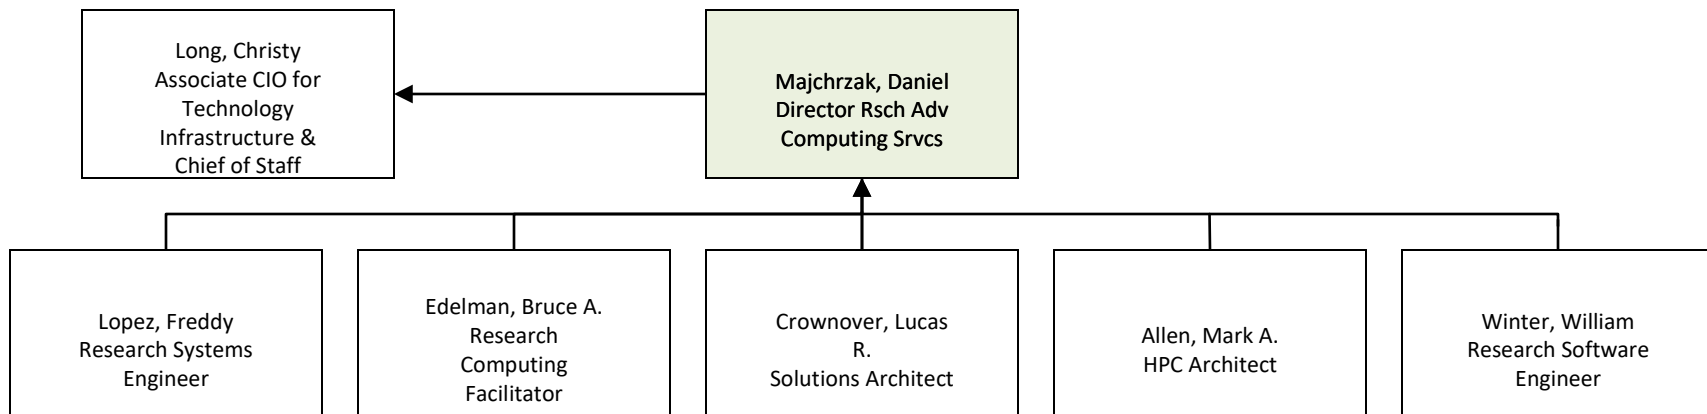 Long, Christy
Associate CIO for
Technology
Infrastructure &
Chief of Staff
Majchrzak, Daniel
Director Rsch Adv
Computing Srvcs
Lopez, Freddy
Research Systems
Engineer
Edelman, Bruce A.
Research
Computing
Facilitator
Crownover, Lucas
R.
Solutions Architect
Allen, Mark A.
HPC Architect
Winter, William
Research Software
Engineer